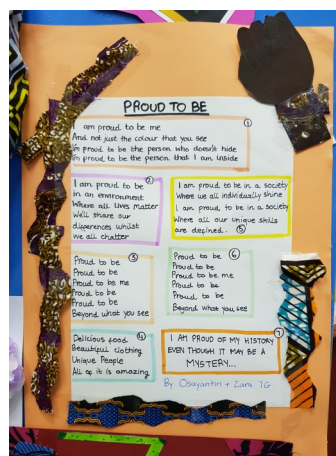 PROUD TO BE
①
I am proud to be me
And not just the colour that you see
I'm proud to be the person who doesn't hide
I'm proud to be the person that I am inside
②
I am proud to be
in an environment
Where all lives Matter
We'll share our
differences whilst
we all chatter
③
Proud to be
Proud to be
Proud to be me
Proud to be
Proud to be
Beyond what you see
④
Delicious food
Beautiful clothing
Unique People
All of it is amazing
I am proud to be in a society
Where we all individually shine
I am proud to be in a society
Where all our unique skills
are defined. ⑤
⑥
Proud to be
Proud to be
Proud to be me
Proud to be
Proud to be
Beyond what you see
⑦
I AM PROUD OF MY HISTORY
EVEN THOUGH IT MAY BE A
MYSTERY...
By Osayantin + Zara 7G